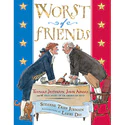 WORST
of
FRIENDS
THOMAS JEFFERSON, JOHN ADAMS
SUZANNE TRIPP JURMAIN
LARRY DAY